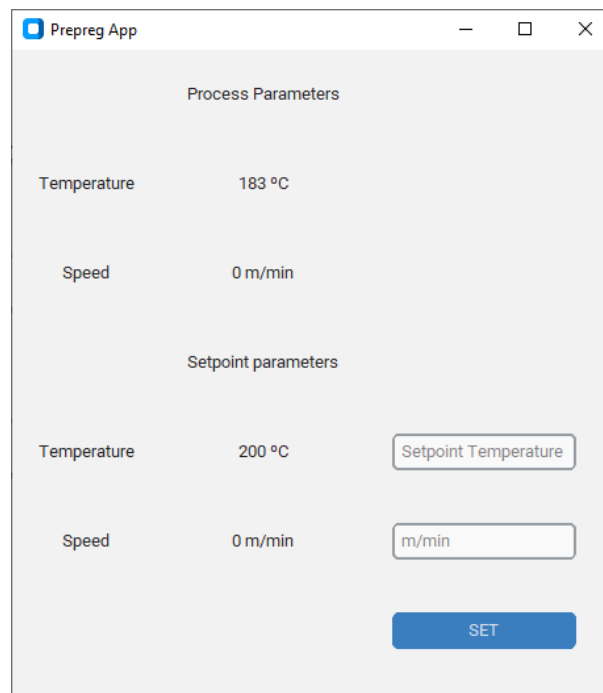 Prepreg App
Process Parameters
Temperature 183 ºC
Speed 0 m/min
Setpoint parameters
Temperature 200 ºC Setpoint Temperature
Speed 0 m/min m/min
SET